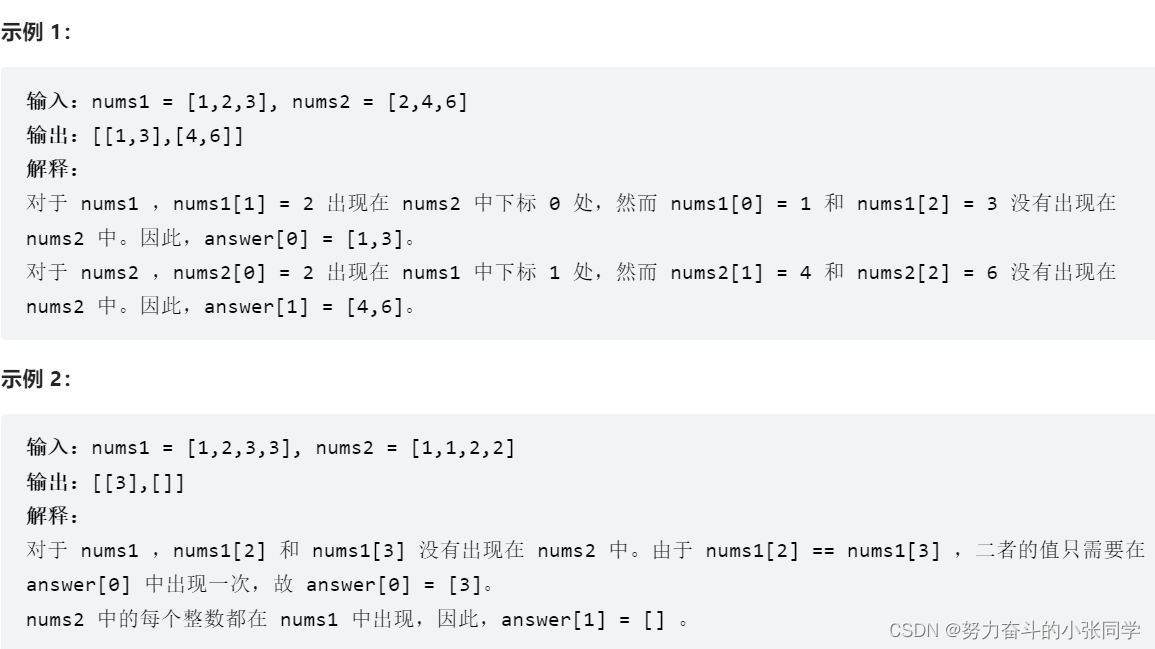 示例 1：
输入：nums1 = [1,2,3], nums2 = [2,4,6]
输出：[[1,3],[4,6]]
解释：
对于 nums1 ，nums1[1] = 2 出现在 nums2 中下标 0 处，然而 nums1[0] = 1 和 nums1[2] = 3 没有出现在
nums2 中。因此，answer[0] = [1,3]。
对于 nums2 ，nums2[0] = 2 出现在 nums1 中下标 1 处，然而 nums2[1] = 4 和 nums2[2] = 6 没有出现在
nums2 中。因此，answer[1] = [4,6]。
示例 2：
输入：nums1 = [1,2,3,3], nums2 = [1,1,2,2]
输出：[[3],[]]
解释：
对于 nums1 ，nums1[2] 和 nums1[3] 没有出现在 nums2 中。由于 nums1[2] == nums1[3] ，二者的值只需要在
answer[0] 中出现一次，故 answer[0] = [3]。
nums2 中的每个整数都在 nums1 中出现，因此，answer[1] = [] 。
CSDN @努力奋斗的小张同学